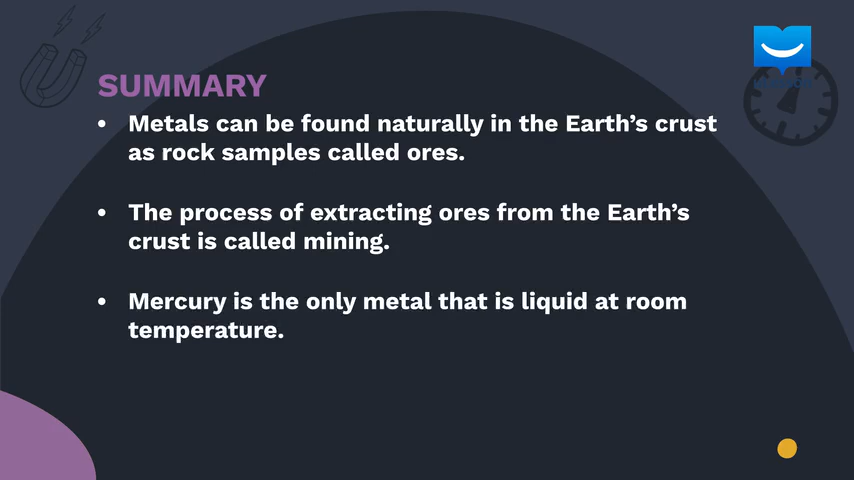 SUMMARY
• Metals can be found naturally in the Earth’s crust
as rock samples called ores.
• The process of extracting ores from the Earth’s
crust is called mining.
• Mercury is the only metal that is liquid at room
temperature.